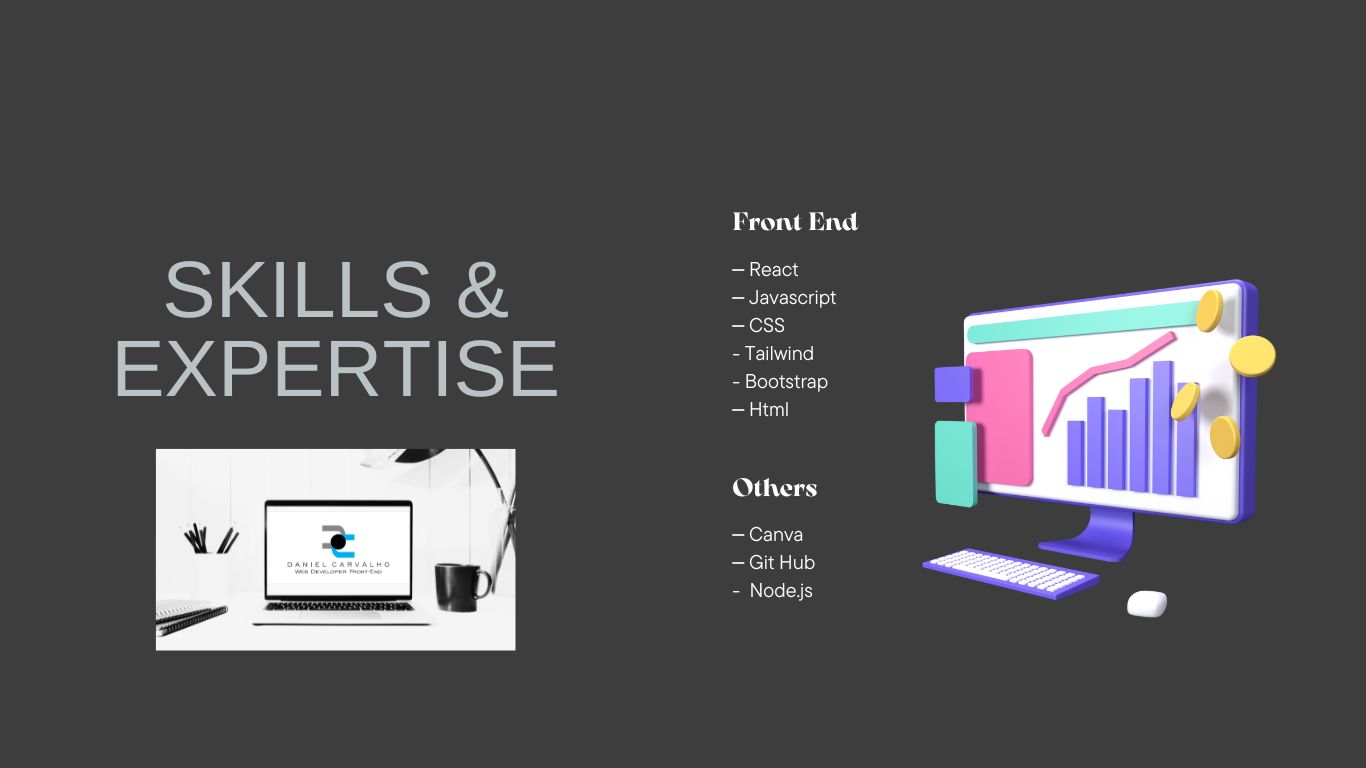 SKILLS &
EXPERTISE
DANIEL CARVALHO
WEB DEVELOPER FRONT-END
Front End
– React
– Javascript
– CSS
- Tailwind
- Bootstrap
– Html
Others
– Canva
– Git Hub
- Node.js